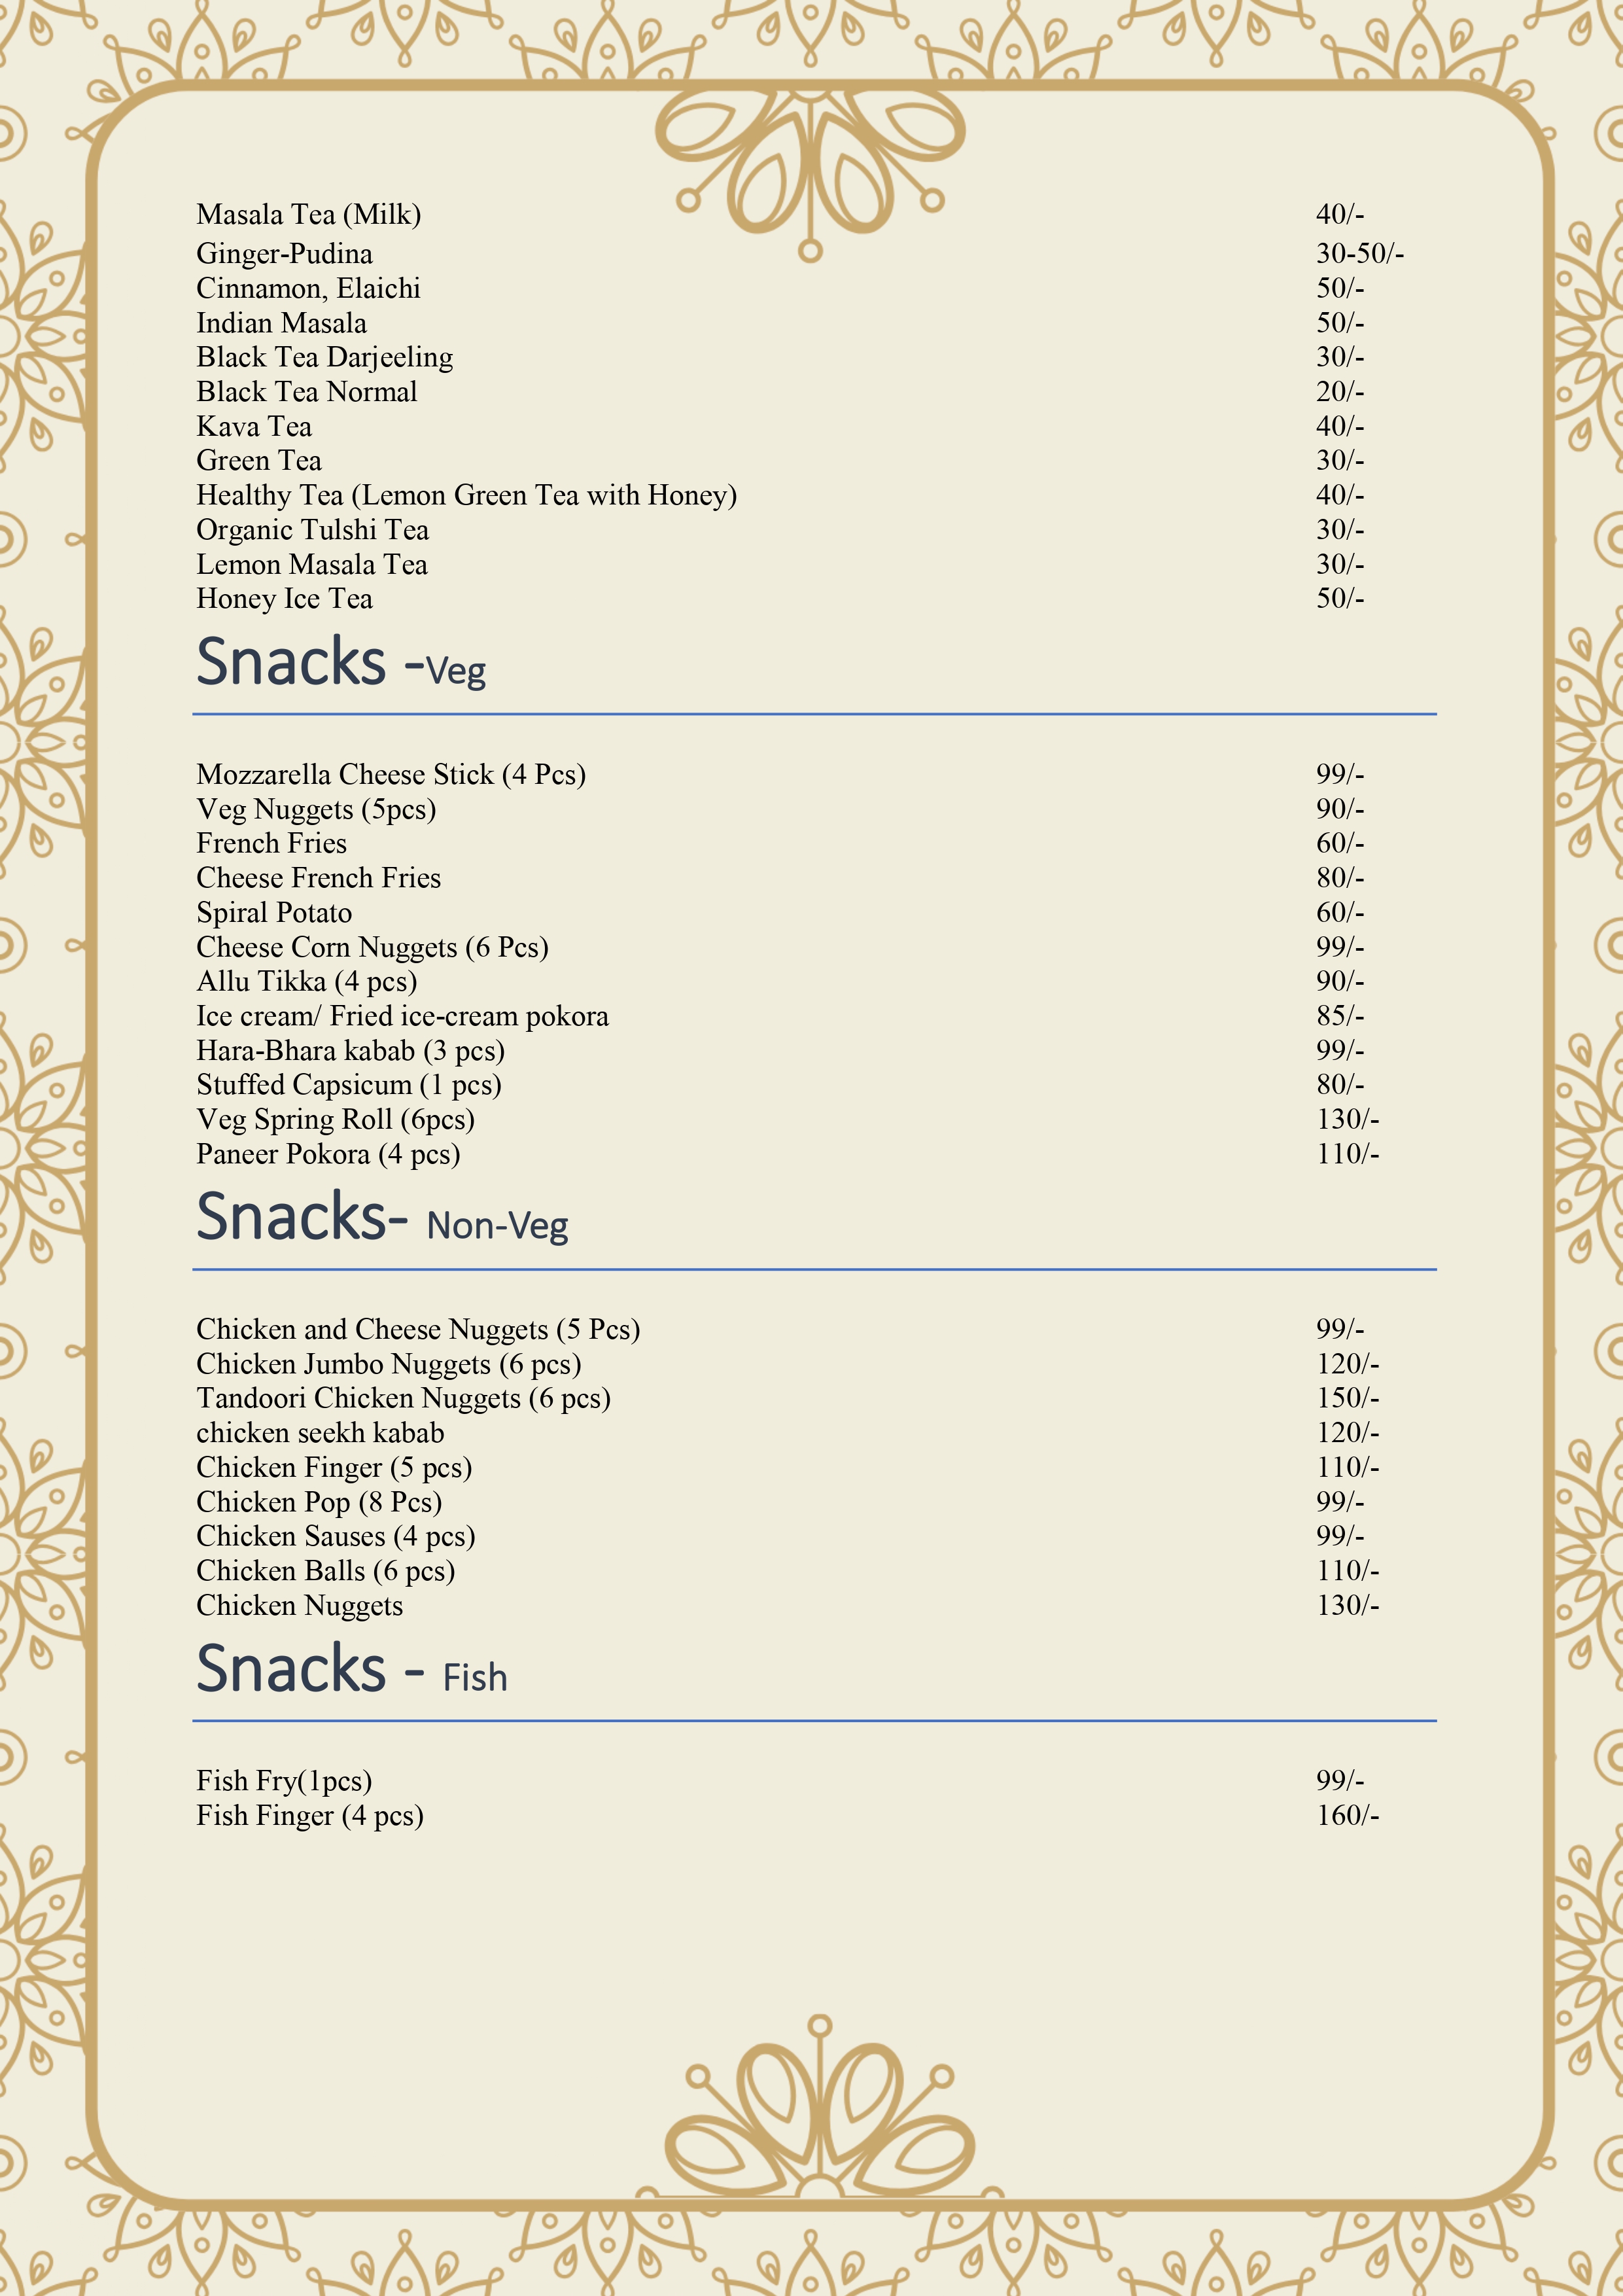 Masala Tea (Milk) 40/-
Ginger-Pudina 30-50/-
Cinnamon, Elaichi 50/-
Indian Masala 50/-
Black Tea Darjeeling 30/-
Black Tea Normal 20/-
Kava Tea 40/-
Green Tea 30/-
Healthy Tea (Lemon Green Tea with Honey) 40/-
Organic Tulshi Tea 30/-
Lemon Masala Tea 30/-
Honey Ice Tea 50/-
Snacks -Veg
Mozzarella Cheese Stick (4 Pcs) 99/-
Veg Nuggets (5pcs) 90/-
French Fries 60/-
Cheese French Fries 80/-
Spiral Potato 60/-
Cheese Corn Nuggets (6 Pcs) 99/-
Allu Tikka (4 pcs) 90/-
Ice cream/ Fried ice-cream pokora 85/-
Hara-Bhara kabab (3 pcs) 99/-
Stuffed Capsicum (1 pcs) 80/-
Veg Spring Roll (6pcs) 130/-
Paneer Pokora (4 pcs) 110/-
Snacks- Non-Veg
Chicken and Cheese Nuggets (5 Pcs) 99/-
Chicken Jumbo Nuggets (6 pcs) 120/-
Tandoori Chicken Nuggets (6 pcs) 150/-
chicken seekh kabab 120/-
Chicken Finger (5 pcs) 110/-
Chicken Pop (8 Pcs) 99/-
Chicken Sauses (4 pcs) 99/-
Chicken Balls (6 pcs) 110/-
Chicken Nuggets 130/-
Snacks - Fish
Fish Fry(1pcs) 99/-
Fish Finger (4 pcs) 160/-